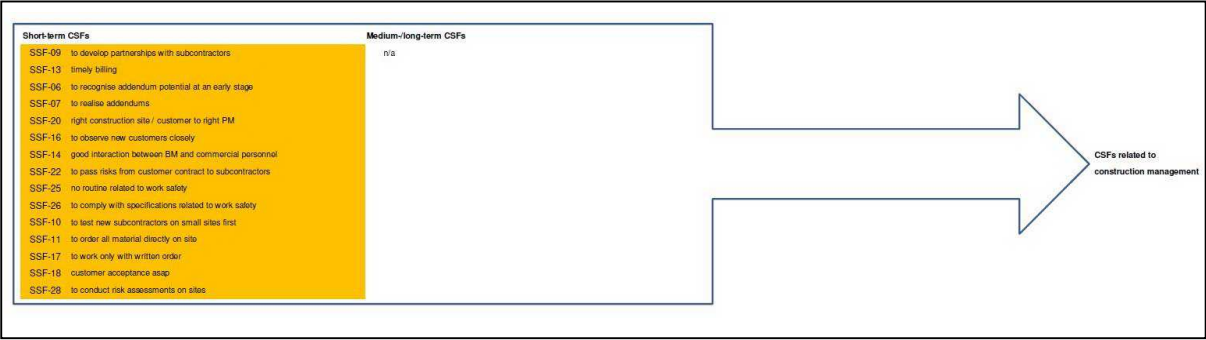 Short-term CSFs Medium-/long-term CSFs
SSF-09 to develop partnerships with subcontractors n/a
SSF-13 timely billing
SSF-06 to recognise addendum potential at an early stage
SSF-07 to realise addendums
SSF-20 right construction site / customer to right PM
SSF-16 to observe new customers closely
SSF-14 good interaction between BM and commercial personnel
SSF-22 to pass risks from customer contract to subcontractors
SSF-25 no routine related to work safety
SSF-26 to comply with specifications related to work safety
SSF-10 to test new subcontractors on small sites first
SSF-11 to order all material directly on site
SSF-17 to work only with written order
SSF-18 customer acceptance asap
SSF-28 to conduct risk assessments on sites
CSFs related to
construction management